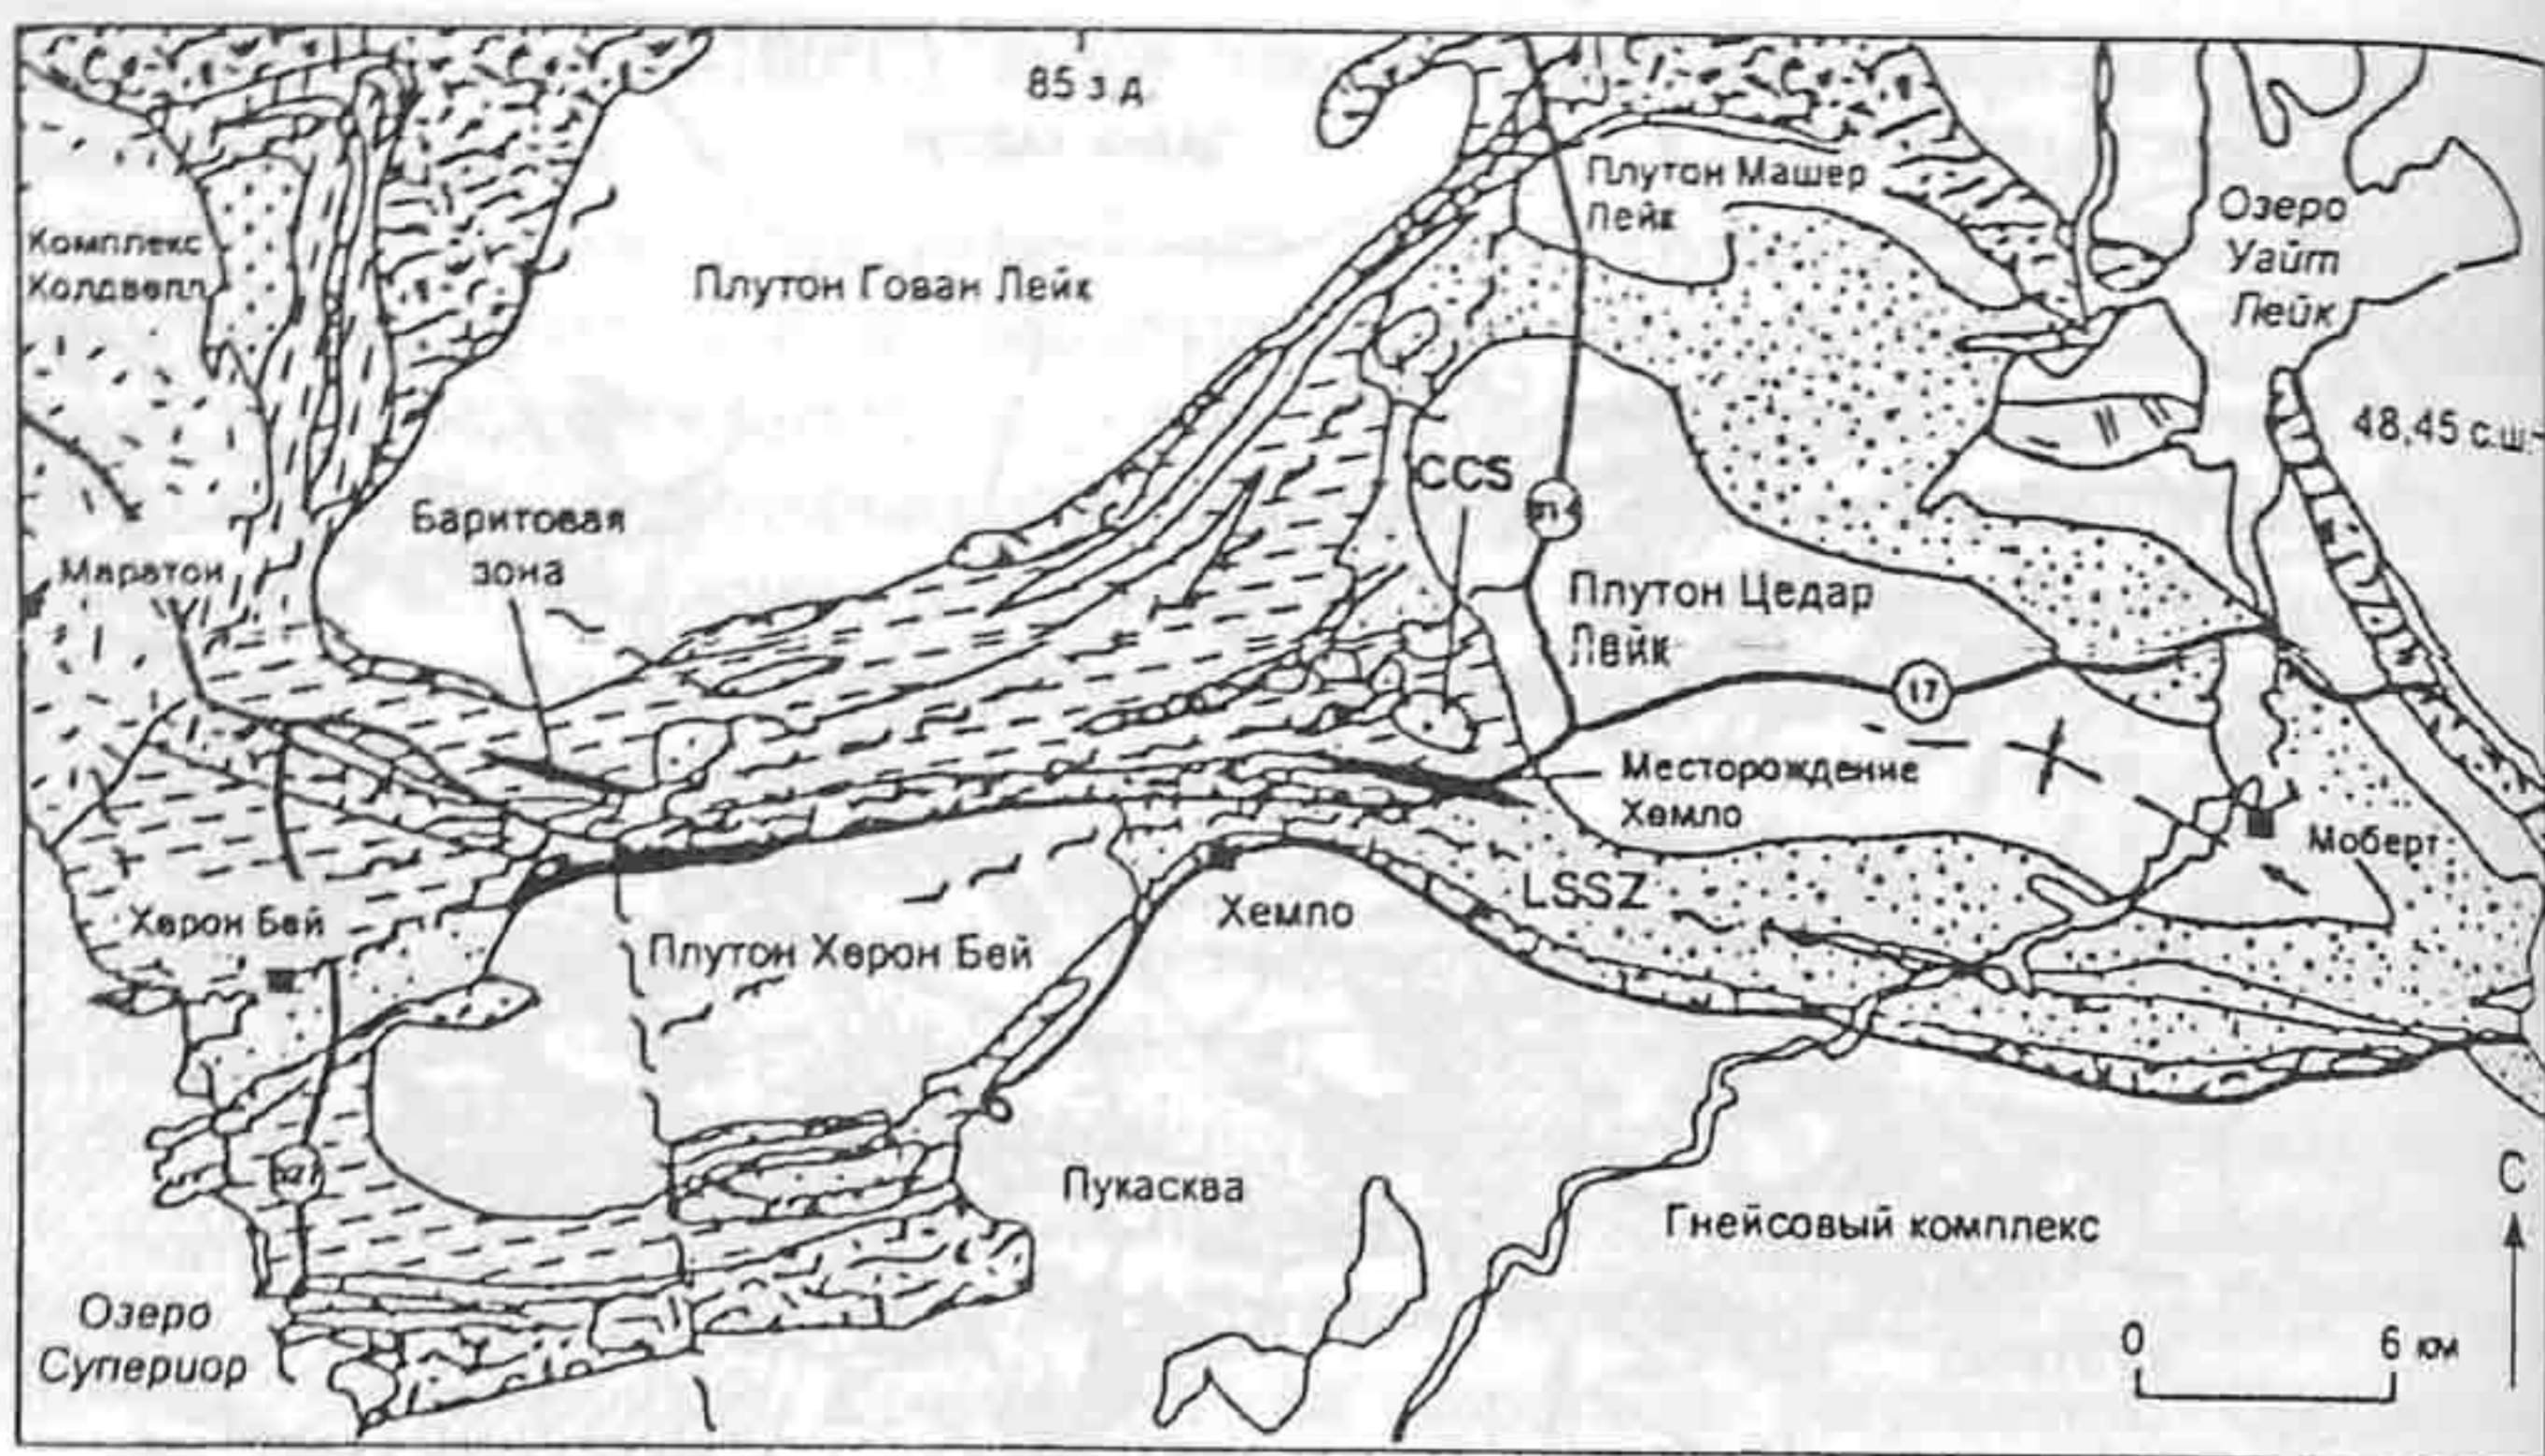 85 з.д.
Плутон Машер
Лейк
Озеро
Уайт
Лейк
Комплекс
Холдвелл
Плутон Гован Лейк
48,45 с.ш.
CCS
Баритовая
зона
Маратон
Плутон Цедар
Лейк
17
Месторождение
Хемло
Моберт
LSSZ
Хемло
Херон Бей
Плутон Херон Бей
627
Пукасква
Гнейсовый комплекс
С
Озеро
Супериор
0 6 км